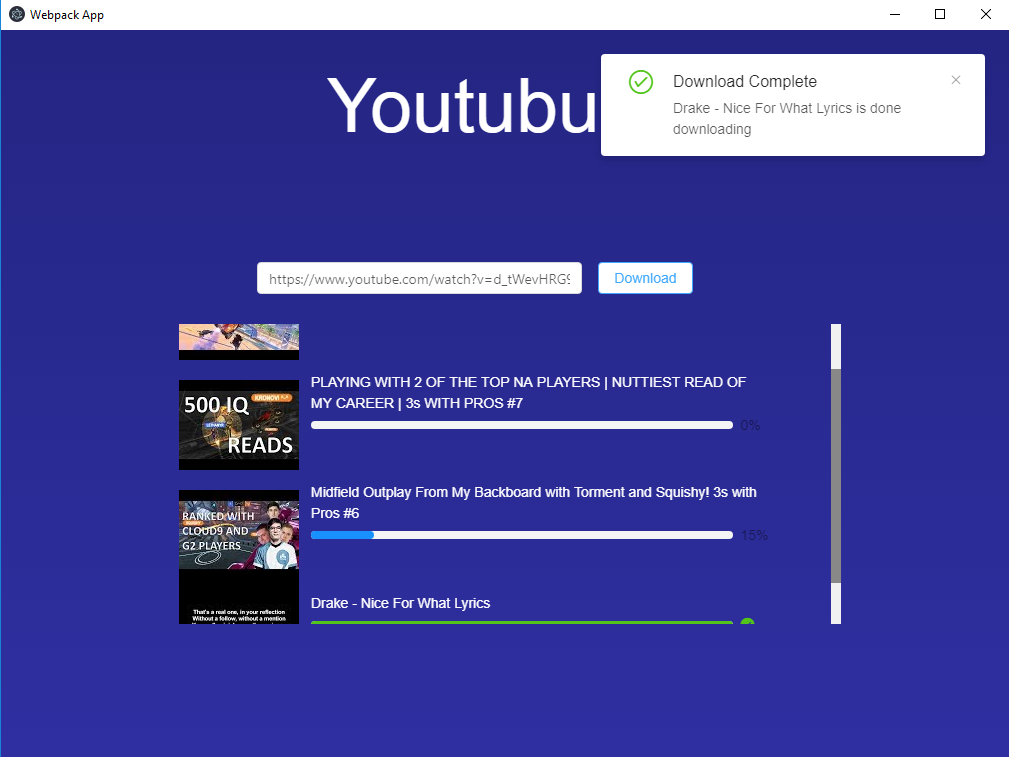 Webpack App
Youtubu
Download Complete
Drake - Nice For What Lyrics is done
downloading
https://www.youtube.com/watch?v=d_tWevHRG
Download
PLAYING WITH 2 OF THE TOP NA PLAYERS | NUTTIEST READ OF
MY CAREER | 3s WITH PROS #7
0%
500 IQ
KRONOVI
READS
Midfield Outplay From My Backboard with Torment and Squishy! 3s with
Pros #6
15%
RANKED WITH
CLOUD9 AND
G2 PLAYERS
Drake - Nice For What Lyrics
That's a real one, in your reflection
Without a follow, without a mention